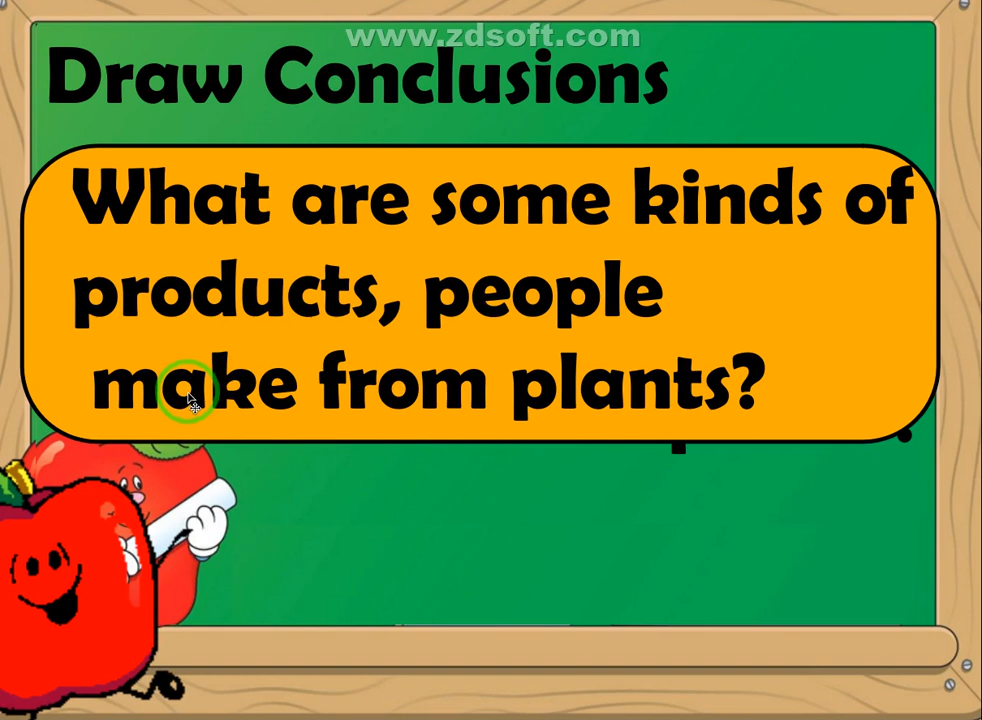 www.zdsoft.com
Draw Conclusions
What are some kinds of
products, people
make from plants?